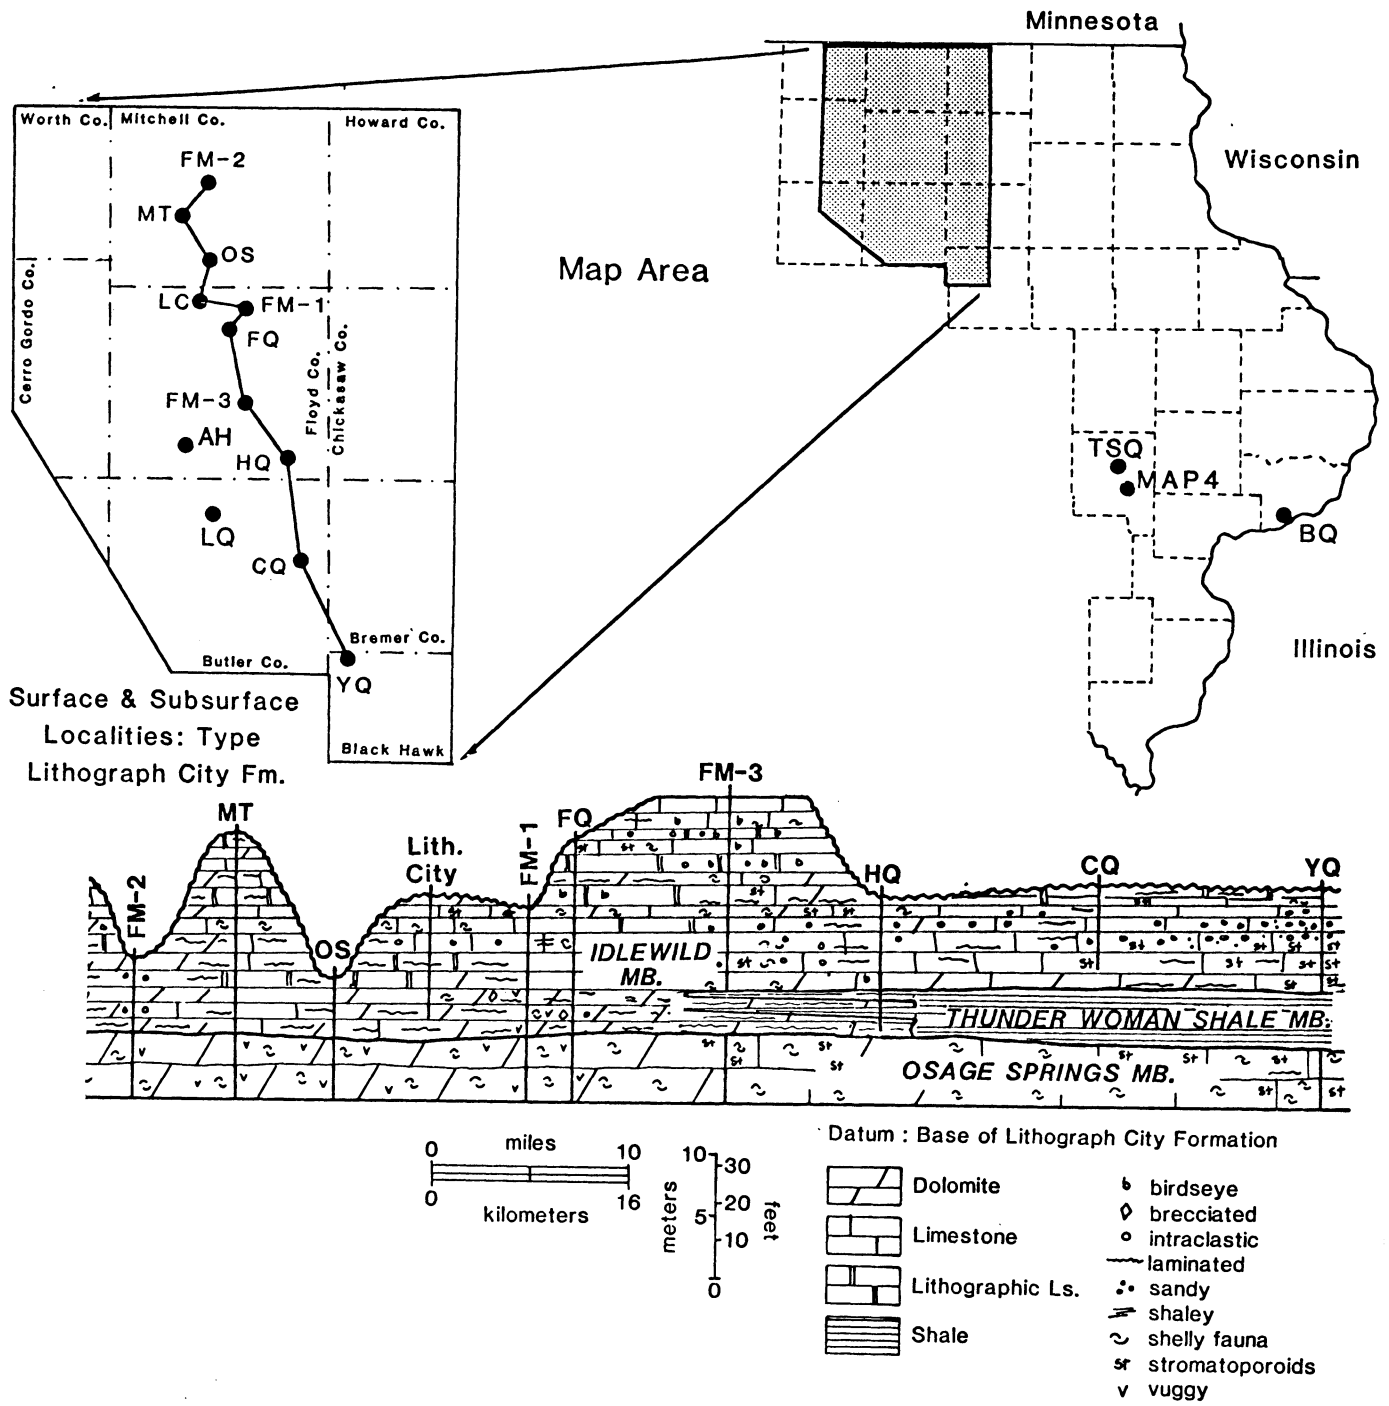 Minnesota
Worth Co.
Mitchell Co.
Howard Co.
FM-2
Wisconsin
MT
OS
Map Area
LC
FM-1
FQ
Cerro Gordo Co.
Floyd Co.
Chickasaw Co.
FM-3
AH
HQ
TSQ
MAP4
LQ
BQ
CQ
Bremer Co.
Butler Co.
YQ
Illinois
Black Hawk
Surface & Subsurface
Localities: Type
Lithograph City Fm.
MT
FM-3
FQ
Lith.
City
FM-1
HQ
CQ
YQ
FM-2
OS
IDLEWILD
MB.
THUNDER WOMAN SHALE MB.
OSAGE SPRINGS MB.
Datum : Base of Lithograph City Formation
0 miles 10
0 16
kilometers
meters
10
5
0
30
20
10
feet
Dolomite
Limestone
Lithographic Ls.
Shale
b birdseye
brecciated
intraclastic
laminated
sandy
shaley
shelly fauna
st stromatoporoids
v vuggy